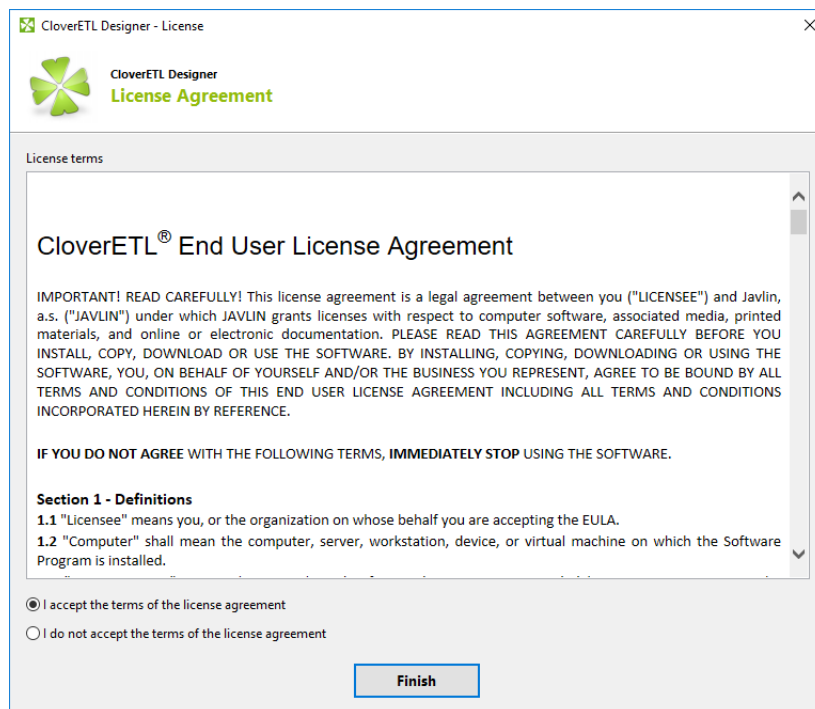 CloverETL Designer - License
CloverETL Designer
License Agreement
License terms
CloverETL® End User License Agreement
IMPORTANT! READ CAREFULLY! This license agreement is a legal agreement between you ("LICENSEE") and Javlin,
a.s. ("JAVLIN") under which JAVLIN grants licenses with respect to computer software, associated media, printed
materials, and online or electronic documentation. PLEASE READ THIS AGREEMENT CAREFULLY BEFORE YOU
INSTALL, COPY, DOWNLOAD OR USE THE SOFTWARE. BY INSTALLING, COPYING, DOWNLOADING OR USING THE
SOFTWARE, YOU, ON BEHALF OF YOURSELF AND/OR THE BUSINESS YOU REPRESENT, AGREE TO BE BOUND BY ALL
TERMS AND CONDITIONS OF THIS END USER LICENSE AGREEMENT INCLUDING ALL TERMS AND CONDITIONS
INCORPORATED HEREIN BY REFERENCE.
IF YOU DO NOT AGREE WITH THE FOLLOWING TERMS, IMMEDIATELY STOP USING THE SOFTWARE.
Section 1 - Definitions
1.1 "Licensee" means you, or the organization on whose behalf you are accepting the EULA.
1.2 "Computer" shall mean the computer, server, workstation, device, or virtual machine on which the Software
Program is installed.
I accept the terms of the license agreement
I do not accept the terms of the license agreement
Finish